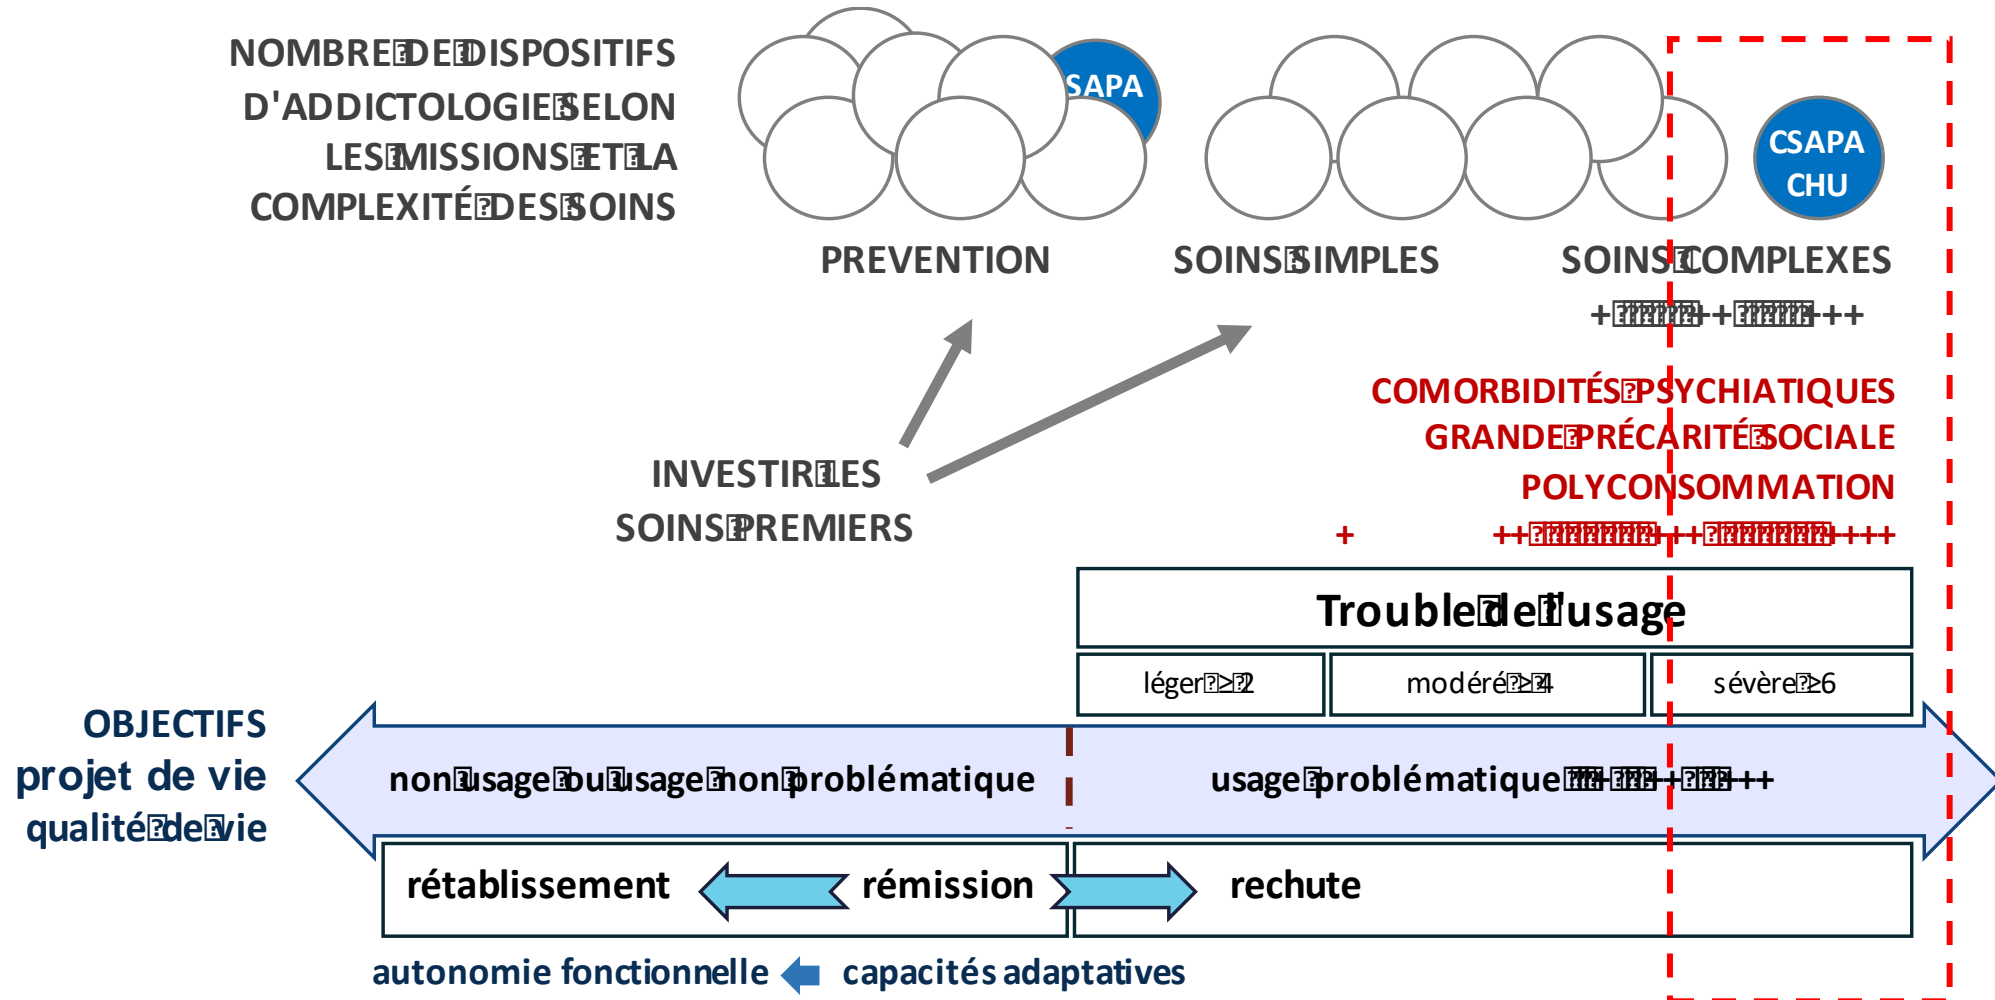 NOMBRE DE DISPOSITIFS
D'ADDICTOLOGIE SELON
LES MISSIONS ET LA
COMPLEXITÉ DES SOINS
SAPA
CSAPA
CHU
PREVENTION
SOINS SIMPLES
SOINS COMPLEXES
+ ++ +++
COMORBIDITÉS PSYCHIATIQUES
GRANDE PRÉCARITÉ SOCIALE
POLYCONSOMMATION
+ ++ +++ ++++
INVESTIR LES
SOINS PREMIERS
Trouble de l'usage
léger ≥ 2
modéré ≥ 4
sévère ≥6
OBJECTIFS
projet de vie
qualité de vie
non usage ou usage non problématique
usage problématique + ++ +++
rétablissement
rémission
rechute
autonomie fonctionnelle
capacités adaptatives